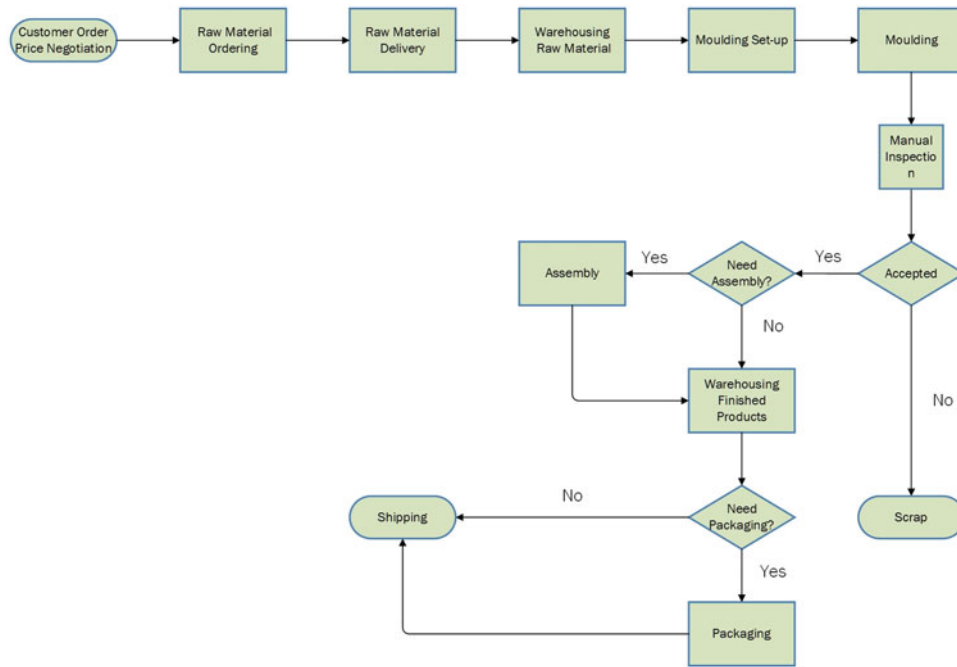 Customer Order
Price Negotiation
Raw Material
Ordering
Raw Material
Delivery
Warehousing
Raw Material
Moulding Set-up
Moulding
Manual
Inspectio
n
Accepted
Yes
Need
Assembly?
Yes
Assembly
No
No
Warehousing
Finished
Products
Need
Packaging?
No
Shipping
Scrap
Yes
Packaging